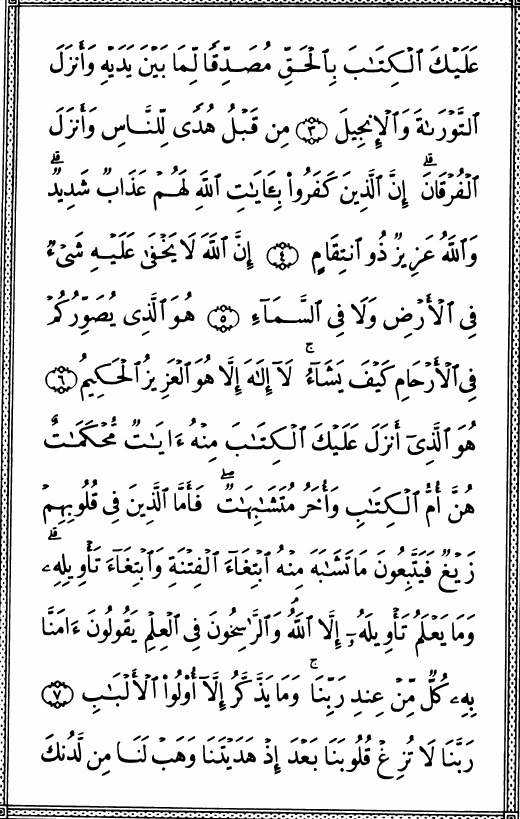 عَلَيۡكَ ٱلۡكِتَٰبَ بِٱلۡحَقِّ مُصَدِّقٗا لِّمَا بَيۡنَ يَدَيۡهِ وَأَنزَلَ
ٱلتَّوۡرَىٰةَ وَٱلۡإِنجِيلَ ٣ مِن قَبۡلُ هُدٗى لِّلنَّاسِ وَأَنزَلَ
ٱلۡفُرۡقَانَۗ إِنَّ ٱلَّذِينَ كَفَرُواْ بِـَٔايَٰتِ ٱللَّهِ لَهُمۡ عَذَابٞ شَدِيدٞۗ
وَٱللَّهُ عَزِيزٞ ذُو ٱنتِقَامٍ ٤ إِنَّ ٱللَّهَ لَا يَخۡفَىٰ عَلَيۡهِ شَيۡءٞ
فِي ٱلۡأَرۡضِ وَلَا فِي ٱلسَّمَآءِ ٥ هُوَ ٱلَّذِي يُصَوِّرُكُمۡ
فِي ٱلۡأَرۡحَامِ كَيۡفَ يَشَآءُۚ لَآ إِلَٰهَ إِلَّا هُوَ ٱلۡعَزِيزُ ٱلۡحَكِيمُ ٦
هُوَ ٱلَّذِيٓ أَنزَلَ عَلَيۡكَ ٱلۡكِتَٰبَ مِنۡهُ ءَايَٰتٞ مُّحۡكَمَٰتٌ
هُنَّ أُمُّ ٱلۡكِتَٰبِ وَأُخَرُ مُتَشَٰبِهَٰتٞۖ فَأَمَّا ٱلَّذِينَ فِي قُلُوبِهِمۡ
زَيۡغٞ فَيَتَّبِعُونَ مَا تَشَٰبَهَ مِنۡهُ ٱبۡتِغَآءَ ٱلۡفِتۡنَةِ وَٱبۡتِغَآءَ تَأۡوِيلِهِۦۗ
وَمَا يَعۡلَمُ تَأۡوِيلَهُۥٓ إِلَّا ٱللَّهُۘ وَٱلرَّٰسِخُونَ فِي ٱلۡعِلۡمِ يَقُولُونَ ءَامَنَّا
بِهِۦ كُلّٞ مِّنۡ عِندِ رَبِّنَاۚ وَمَا يَذَّكَّرُ إِلَّآ أُوْلُواْ ٱلۡأَلۡبَٰبِ ٧
رَبَّنَا لَا تُزِغۡ قُلُوبَنَا بَعۡدَ إِذۡ هَدَيۡتَنَا وَهَبۡ لَنَا مِن لَّدُنكَ